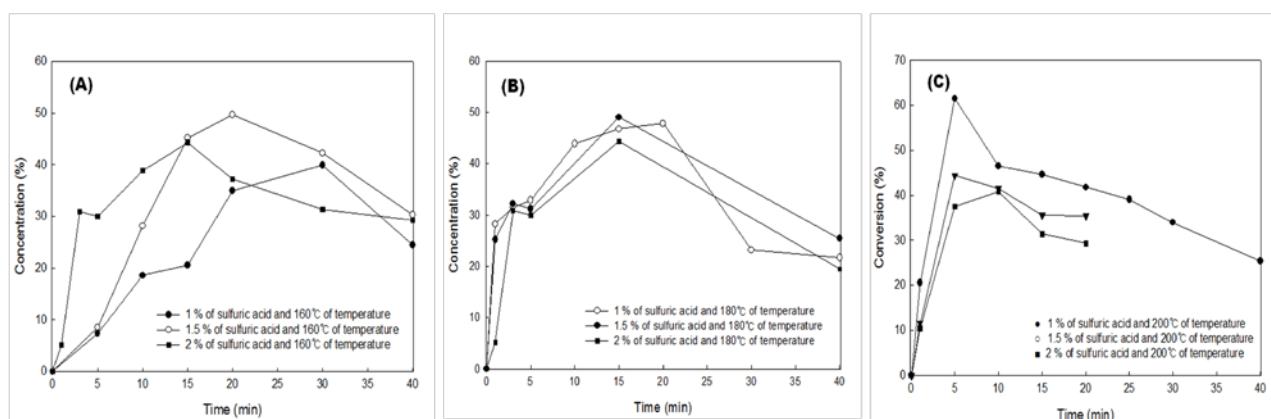 (A)
Concentration (%)
60
50
40
30
20
10
0
1 % of sulfuric acid and 160℃ of temperature
1.5 % of sulfuric acid and 160℃ of temperature
2 % of sulfuric acid and 160℃ of temperature
0 5 10 15 20 30 40
Time (min)
(B)
Concentration (%)
60
50
40
30
20
10
0
1 % of sulfuric acid and 180℃ of temperature
1.5 % of sulfuric acid and 180℃ of temperature
2 % of sulfuric acid and 180℃ of temperature
0 5 10 15 20 30 40
Time (min)
(C)
Conversion (%)
70
60
50
40
30
20
10
0
1 % of sulfuric acid and 200℃ of temperature
1.5 % of sulfuric acid and 200℃ of temperature
2 % of sulfuric acid and 200℃ of temperature
0 5 10 15 20 25 30 40
Time (min)